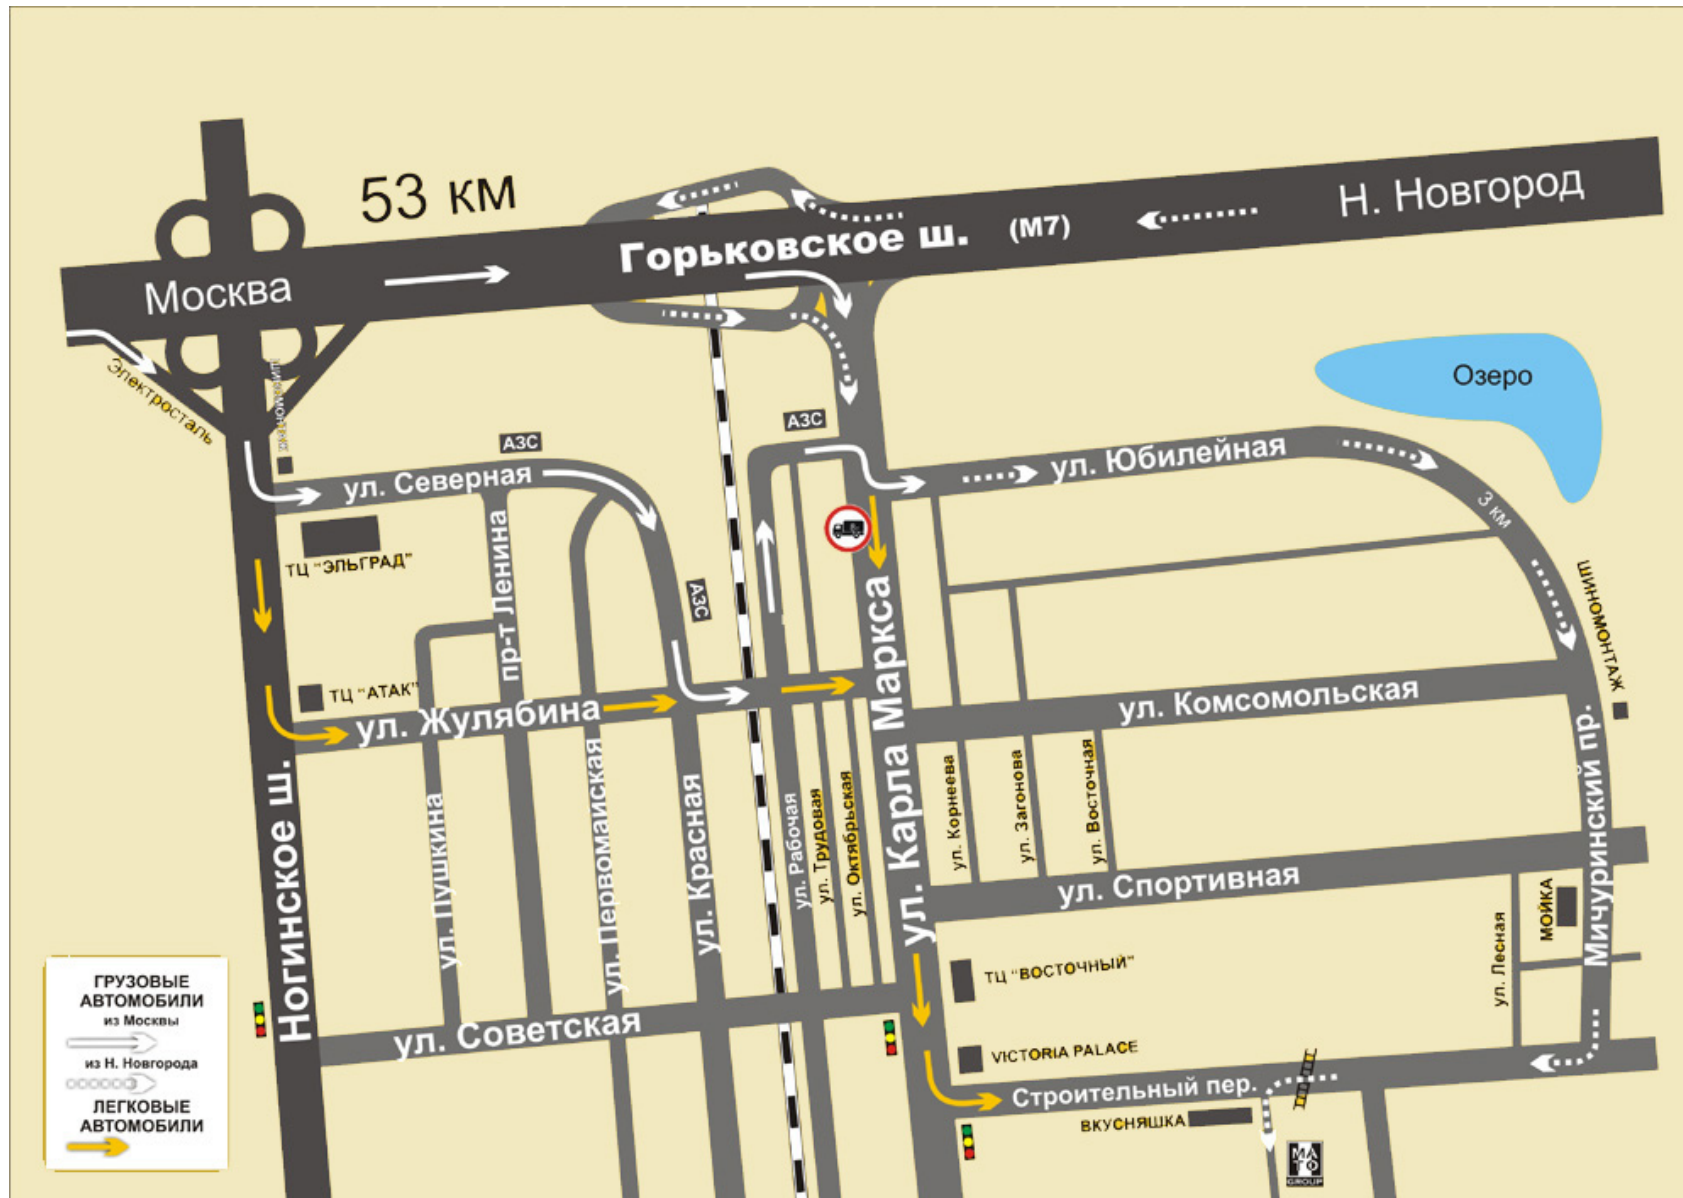 53 км
Н. Новгород
Горьковское ш. (М7)
Москва
Электросталь
шиномонтаж
Озеро
АЗС
АЗС
ул. Северная
ул. Юбилейная
3 км
ТЦ "ЭЛЬГРАД"
пр-т Ленина
АЗС
ШИНОМОНТАЖ
ТЦ "АТАК"
ул. Жулябина
ул. Карла Маркса
ул. Комсомольская
Мичуринский пр.
Ногинское ш.
ул. Пушкина
ул. Первомайская
ул. Красная
ул. Рабочая
ул. Трудовая
ул. Октябрьская
ул. Корнеева
ул. Загонова
ул. Восточная
ул. Спортивная
МОЙКА
ул. Лесная
ТЦ "ВОСТОЧНЫЙ"
ул. Советская
VICTORIA PALACE
Строительный пер.
ВКУСНЯШКА
МАТО
GROUP
ГРУЗОВЫЕ
АВТОМОБИЛИ
из Москвы
из Н. Новгорода
ЛЕГКОВЫЕ
АВТОМОБИЛИ